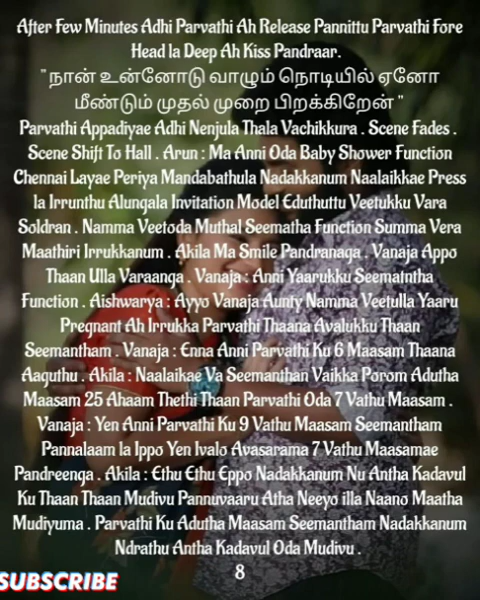 After Few Minutes Adhi Parvathi Ah Release Pannittu Parvathi Fore
Head la Deep Ah Kiss Pandraar.
" நான் உன்னோடு வாழும் நொடியில் ஏனோ
மீண்டும் முதல் முறை பிறக்கிறேன் "
Parvathi Appadiyae Adhi Nenjula Thala Vachikkura . Scene Fades .
Scene Shift To Hall . Arun : Ma Anni Oda Baby Shower Function
Chennai Layae Periya Mandabathula Nadakkanum Naalaikkae Press
la Irrunthu Alungala Invitation Model Eduthuttu Veetukku Vara
Soldran . Namma Veetoda Muthal Seematha Function Summa Vera
Maathiri Irrukkanum . Akila Ma Smile Pandranaga . Vanaja Appo
Thaan Ulla Varaanga . Vanaja : Anni Yaarukku Seematntha
Function . Aishwarya : Ayyo Vanaja Aunty Namma Veetulla Yaaru
Pregnant Ah Irrukka Parvathi Thaana Avalukku Thaan
Seemantham . Vanaja : Enna Anni Parvathi Ku 6 Maasam Thaana
Aaguthu . Akila : Naalaikae Va Seemanthan Vaikka Porom Adutha
Maasam 25 Ahaam Thethi Thaan Parvathi Oda 7 Vathu Maasam .
Vanaja : Yen Anni Parvathi Ku 9 Vathu Maasam Seemantham
Pannalaam la Ippo Yen Ivalo Avasarama 7 Vathu Maasamae
Pandreenga . Akila : Ethu Ethu Eppo Nadakkanum Nu Antha Kadavul
Ku Thaan Thaan Mudivu Pannuvaaru Atha Neeyo illa Naano Maatha
Mudiyuma . Parvathi Ku Adutha Maasam Seemantham Nadakkanum
Ndrathu Antha Kadavul Oda Mudivu .
SUBSCRIBE
8